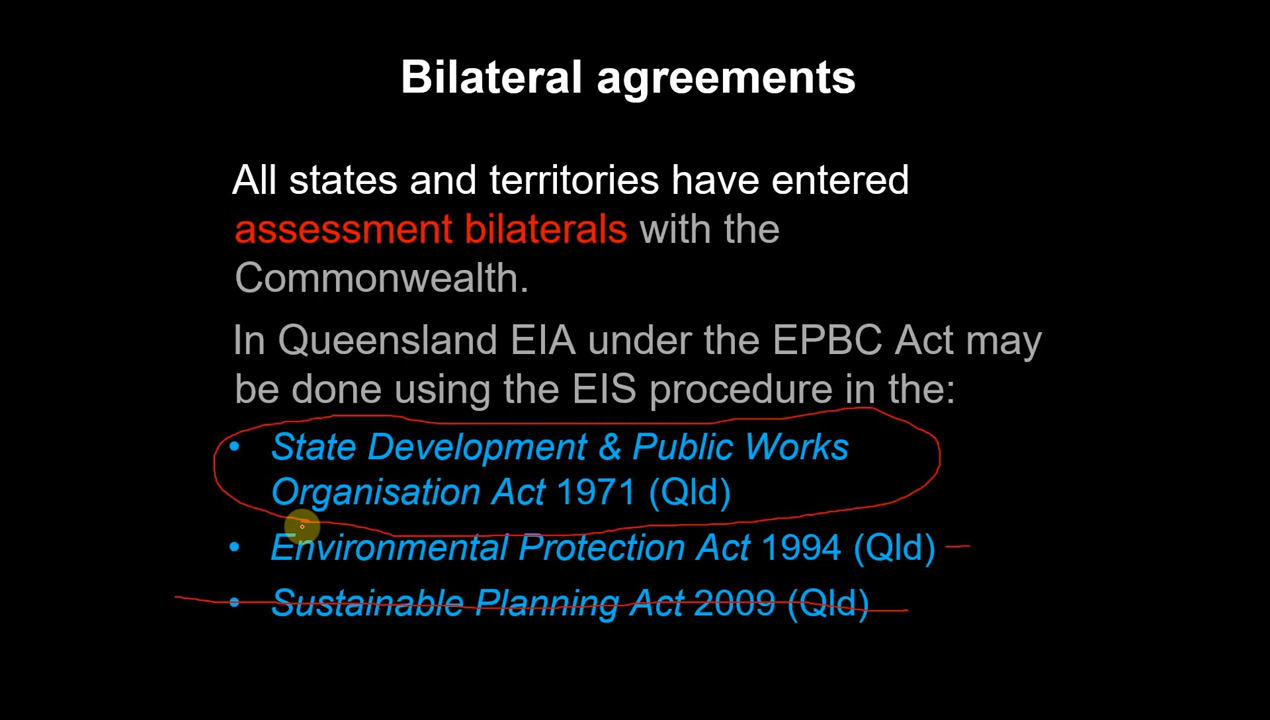 Bilateral agreements
All states and territories have entered
assessment bilaterals with the
Commonwealth.
In Queensland EIA under the EPBC Act may
be done using the EIS procedure in the:
• State Development & Public Works
Organisation Act 1971 (Qld)
• Environmental Protection Act 1994 (Qld)
• Sustainable Planning Act 2009 (Qld)